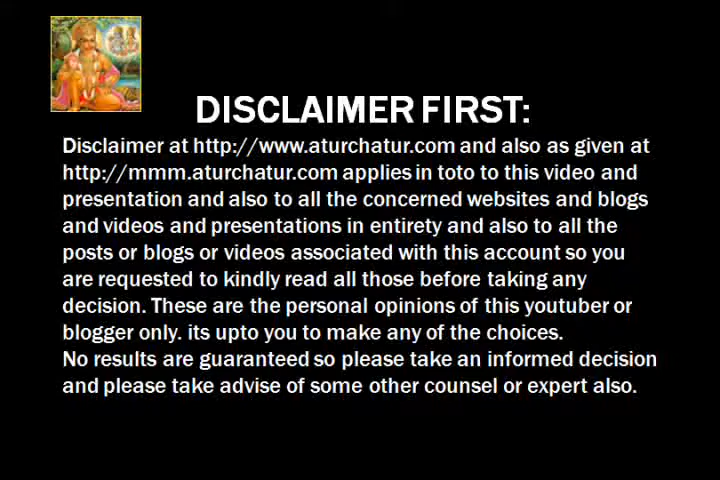 DISCLAIMER FIRST:
Disclaimer at http://www.aturchatur.com and also as given at
http://mmm.aturchatur.com applies in toto to this video and
presentation and also to all the concerned websites and blogs
and videos and presentations in entirety and also to all the
posts or blogs or videos associated with this account so you
are requested to kindly read all those before taking any
decision. These are the personal opinions of this youtuber or
blogger only. its upto you to make any of the choices.
No results are guaranteed so please take an informed decision
and please take advise of some other counsel or expert also.